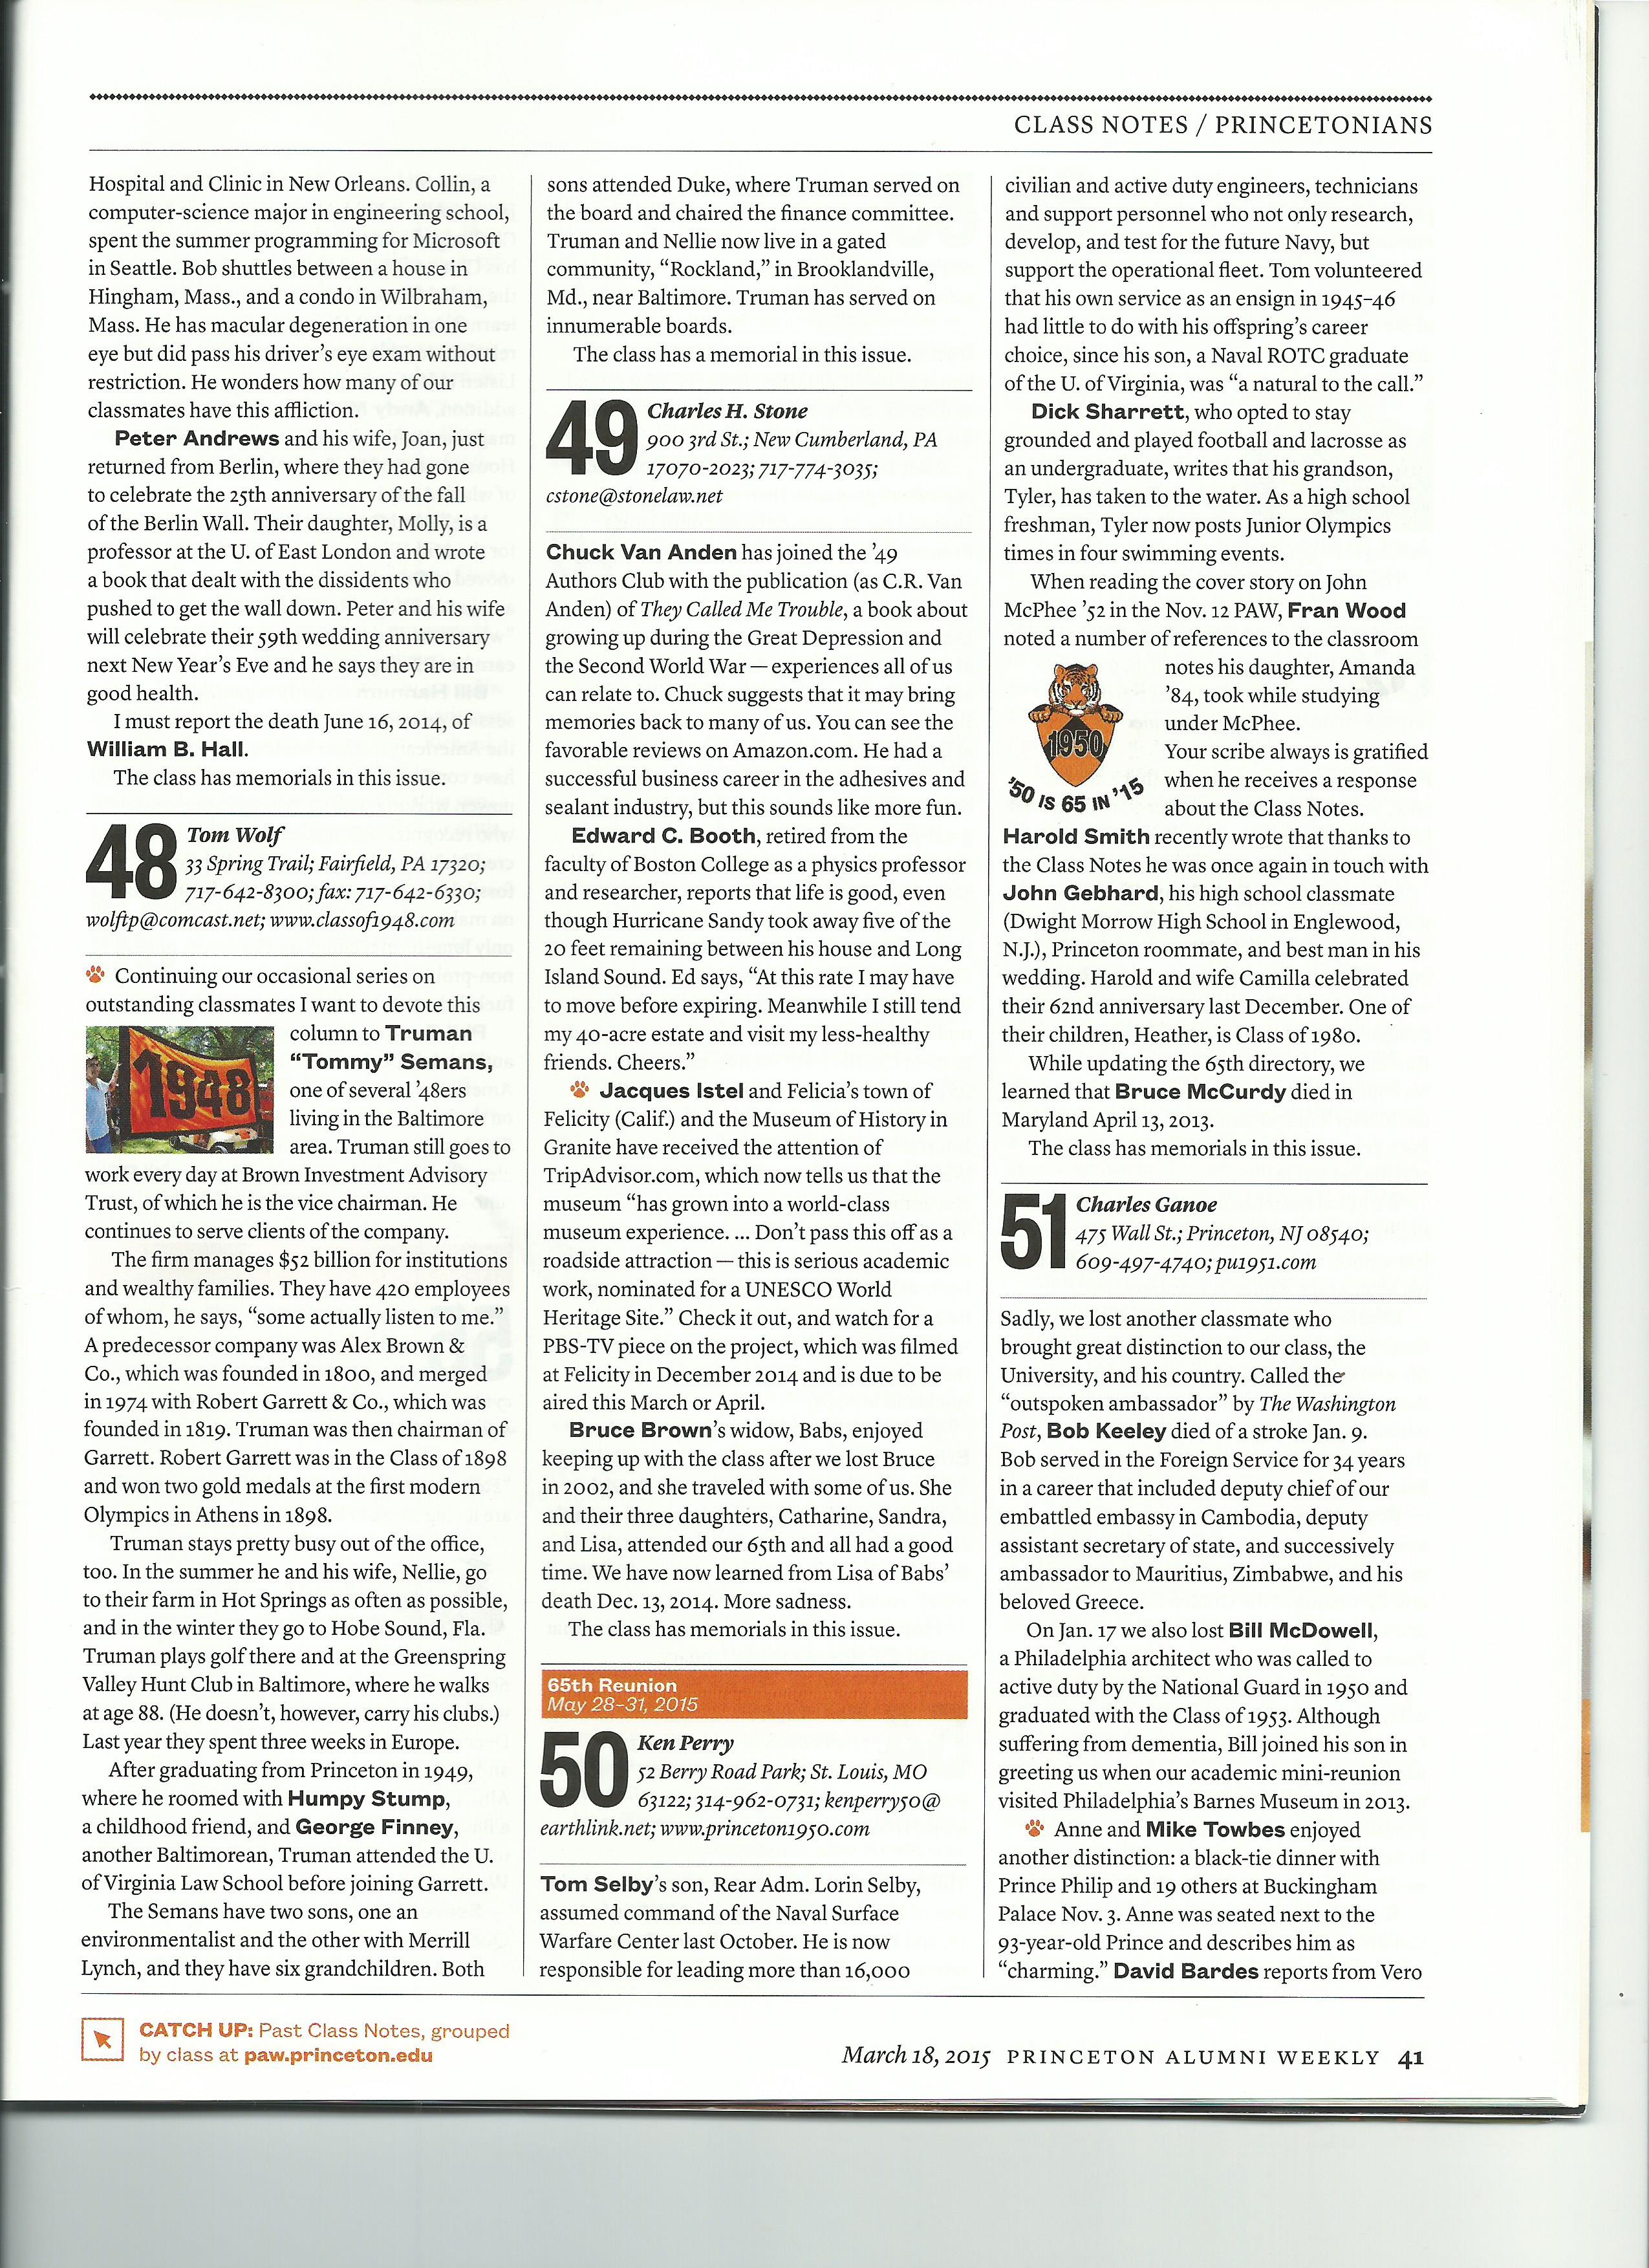 CLASS NOTES / PRINCETONIANS
Hospital and Clinic in New Orleans. Collin, a
computer-science major in engineering school,
spent the summer programming for Microsoft
in Seattle. Bob shuttles between a house in
Hingham, Mass., and a condo in Wilbraham,
Mass. He has macular degeneration in one
eye but did pass his driver's eye exam without
restriction. He wonders how many of our
classmates have this affliction.
Peter Andrews and his wife, Joan, just
returned from Berlin, where they had gone
to celebrate the 25th anniversary of the fall
of the Berlin Wall. Their daughter, Molly, is a
professor at the U. of East London and wrote
a book that dealt with the dissidents who
pushed to get the wall down. Peter and his wife
will celebrate their 59th wedding anniversary
next New Year's Eve and he says they are in
good health.
I must report the death June 16, 2014, of
William B. Hall.
The class has memorials in this issue.
48 Tom Wolf
33 Spring Trail; Fairfield, PA 17320;
717-642-8300; fax: 717-642-6330;
wolftp@comcast.net; www.classof1948.com
Continuing our occasional series on
outstanding classmates I want to devote this
column to Truman
"Tommy" Semans,
one of several '48ers
living in the Baltimore
area. Truman still goes to
1948
work every day at Brown Investment Advisory
Trust, of which he is the vice chairman. He
continues to serve clients of the company.
The firm manages $52 billion for institutions
and wealthy families. They have 420 employees
of whom, he says, "some actually listen to me."
A predecessor company was Alex Brown &
Co., which was founded in 1800, and merged
in 1974 with Robert Garrett & Co., which was
founded in 1819. Truman was then chairman of
Garrett. Robert Garrett was in the Class of 1898
and won two gold medals at the first modern
Olympics in Athens in 1898.
Truman stays pretty busy out of the office,
too. In the summer he and his wife, Nellie, go
to their farm in Hot Springs as often as possible,
and in the winter they go to Hobe Sound, Fla.
Truman plays golf there and at the Greenspring
Valley Hunt Club in Baltimore, where he walks
at age 88. (He doesn't, however, carry his clubs.)
Last year they spent three weeks in Europe.
After graduating from Princeton in 1949,
where he roomed with Humpy Stump,
a childhood friend, and George Finney,
another Baltimorean, Truman attended the U.
of Virginia Law School before joining Garrett.
The Semans have two sons, one an
environmentalist and the other with Merrill
Lynch, and they have six grandchildren. Both
sons attended Duke, where Truman served on
the board and chaired the finance committee.
Truman and Nellie now live in a gated
community, "Rockland," in Brooklandville,
Md., near Baltimore. Truman has served on
innumerable boards.
The class has a memorial in this issue.
49 Charles H. Stone
900 3rd St.; New Cumberland, PA
17070-2023; 717-774-3035;
cstone@stonelaw.net
Chuck Van Anden has joined the '49
Authors Club with the publication (as C.R. Van
Anden) of They Called Me Trouble, a book about
growing up during the Great Depression and
the Second World War — experiences all of us
can relate to. Chuck suggests that it may bring
memories back to many of us. You can see the
favorable reviews on Amazon.com. He had a
successful business career in the adhesives and
sealant industry, but this sounds like more fun.
Edward C. Booth, retired from the
faculty of Boston College as a physics professor
and researcher, reports that life is good, even
though Hurricane Sandy took away five of the
20 feet remaining between his house and Long
Island Sound. Ed says, "At this rate I may have
to move before expiring. Meanwhile I still tend
my 40-acre estate and visit my less-healthy
friends. Cheers."
Jacques Istel and Felicia's town of
Felicity (Calif.) and the Museum of History in
Granite have received the attention of
TripAdvisor.com, which now tells us that the
museum "has grown into a world-class
museum experience. ... Don't pass this off as a
roadside attraction — this is serious academic
work, nominated for a UNESCO World
Heritage Site." Check it out, and watch for a
PBS-TV piece on the project, which was filmed
at Felicity in December 2014 and is due to be
aired this March or April.
Bruce Brown's widow, Babs, enjoyed
keeping up with the class after we lost Bruce
in 2002, and she traveled with some of us. She
and their three daughters, Catharine, Sandra,
and Lisa, attended our 65th and all had a good
time. We have now learned from Lisa of Babs'
death Dec. 13, 2014. More sadness.
The class has memorials in this issue.
65th Reunion
May 28–31, 2015
50 Ken Perry
52 Berry Road Park; St. Louis, MO
63122; 314-962-0731; kenperry50@
earthlink.net; www.princeton1950.com
Tom Selby's son, Rear Adm. Lorin Selby,
assumed command of the Naval Surface
Warfare Center last October. He is now
responsible for leading more than 16,000
civilian and active duty engineers, technicians
and support personnel who not only research,
develop, and test for the future Navy, but
support the operational fleet. Tom volunteered
that his own service as an ensign in 1945–46
had little to do with his offspring's career
choice, since his son, a Naval ROTC graduate
of the U. of Virginia, was "a natural to the call."
Dick Sharrett, who opted to stay
grounded and played football and lacrosse as
an undergraduate, writes that his grandson,
Tyler, has taken to the water. As a high school
freshman, Tyler now posts Junior Olympics
times in four swimming events.
When reading the cover story on John
McPhee '52 in the Nov. 12 PAW, Fran Wood
noted a number of references to the classroom
notes his daughter, Amanda
'84, took while studying
under McPhee.
Your scribe always is gratified
when he receives a response
about the Class Notes.
1950
'50 IS 65 IN '15
Harold Smith recently wrote that thanks to
the Class Notes he was once again in touch with
John Gebhard, his high school classmate
(Dwight Morrow High School in Englewood,
N.J.), Princeton roommate, and best man in his
wedding. Harold and wife Camilla celebrated
their 62nd anniversary last December. One of
their children, Heather, is Class of 1980.
While updating the 65th directory, we
learned that Bruce McCurdy died in
Maryland April 13, 2013.
The class has memorials in this issue.
51 Charles Ganoe
475 Wall St.; Princeton, NJ 08540;
609-497-4740; pu1951.com
Sadly, we lost another classmate who
brought great distinction to our class, the
University, and his country. Called the
"outspoken ambassador" by The Washington
Post, Bob Keeley died of a stroke Jan. 9.
Bob served in the Foreign Service for 34 years
in a career that included deputy chief of our
embattled embassy in Cambodia, deputy
assistant secretary of state, and successively
ambassador to Mauritius, Zimbabwe, and his
beloved Greece.
On Jan. 17 we also lost Bill McDowell,
a Philadelphia architect who was called to
active duty by the National Guard in 1950 and
graduated with the Class of 1953. Although
suffering from dementia, Bill joined his son in
greeting us when our academic mini-reunion
visited Philadelphia's Barnes Museum in 2013.
Anne and Mike Towbes enjoyed
another distinction: a black-tie dinner with
Prince Philip and 19 others at Buckingham
Palace Nov. 3. Anne was seated next to the
93-year-old Prince and describes him as
"charming." David Bardes reports from Vero
CATCH UP: Past Class Notes, grouped
by class at paw.princeton.edu
March 18, 2015 PRINCETON ALUMNI WEEKLY 41